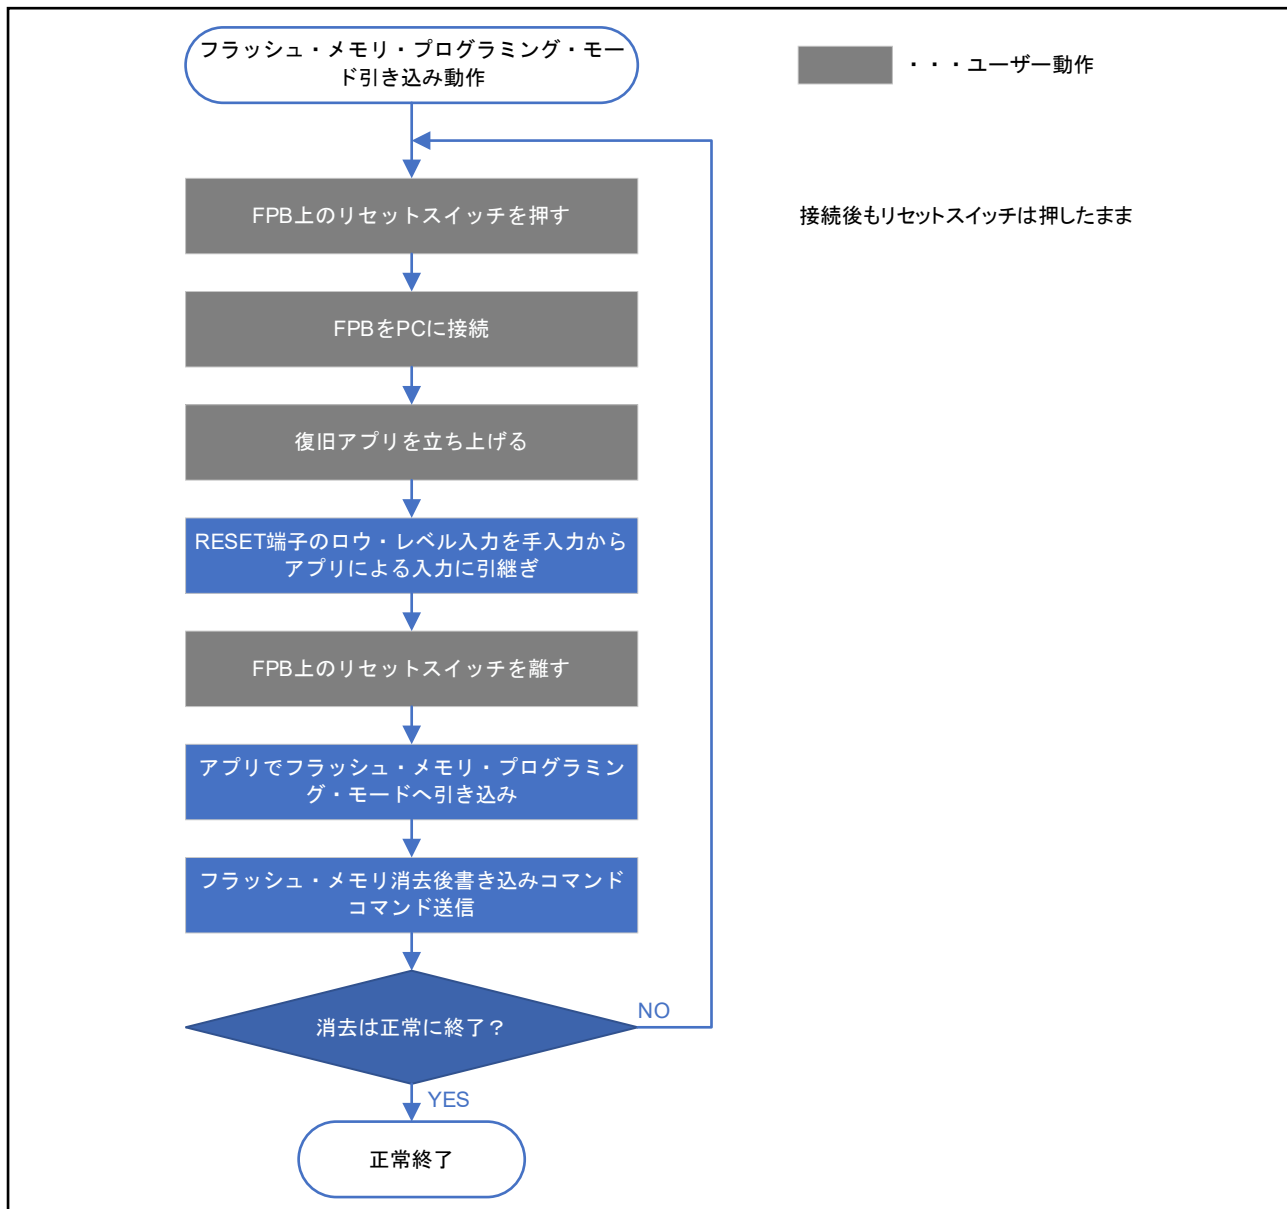 フラッシュ・メモリ・プログラミング・モー
ド引き込み動作
・・・ユーザー動作
FPB上のリセットスイッチを押す
接続後もリセットスイッチは押したまま
FPBをPCに接続
復旧アプリを立ち上げる
RESET端子のロウ・レベル入力を手入力から
アプリによる入力に引継ぎ
FPB上のリセットスイッチを離す
アプリでフラッシュ・メモリ・プログラミン
グ・モードへ引き込み
フラッシュ・メモリ消去後書き込みコマンド
コマンド送信
消去は正常に終了？
NO
YES
正常終了